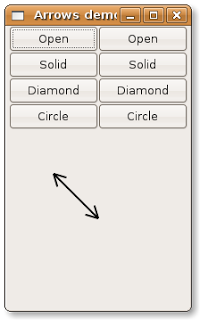 Arrows demo
Open Open
Solid Solid
Diamond Diamond
Circle Circle